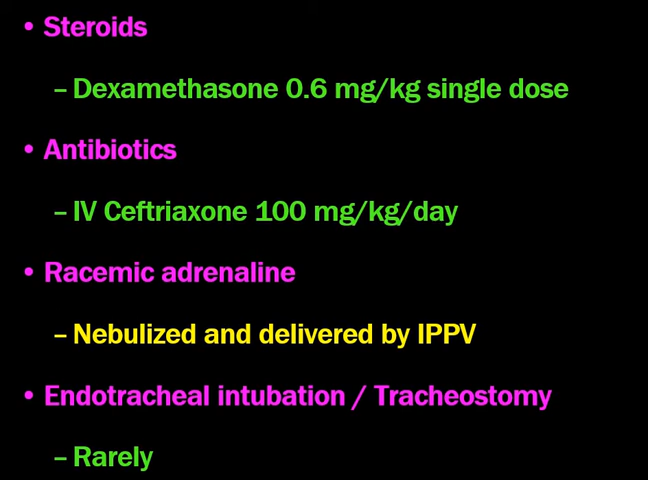 • Steroids
– Dexamethasone 0.6 mg/kg single dose
• Antibiotics
– IV Ceftriaxone 100 mg/kg/day
• Racemic adrenaline
– Nebulized and delivered by IPPV
• Endotracheal intubation / Tracheostomy
– Rarely